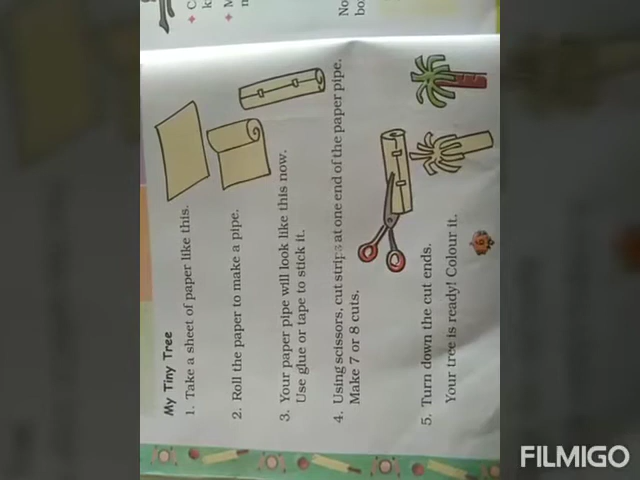 My Tiny Tree
1. Take a sheet of paper like this.
2. Roll the paper to make a pipe.
3. Your paper pipe will look like this now.
Use glue or tape to stick it.
4. Using scissors, cut strips at one end of the paper pipe.
Make 7 or 8 cuts.
5. Turn down the cut ends.
Your tree is ready! Colour it.
FILMIGO